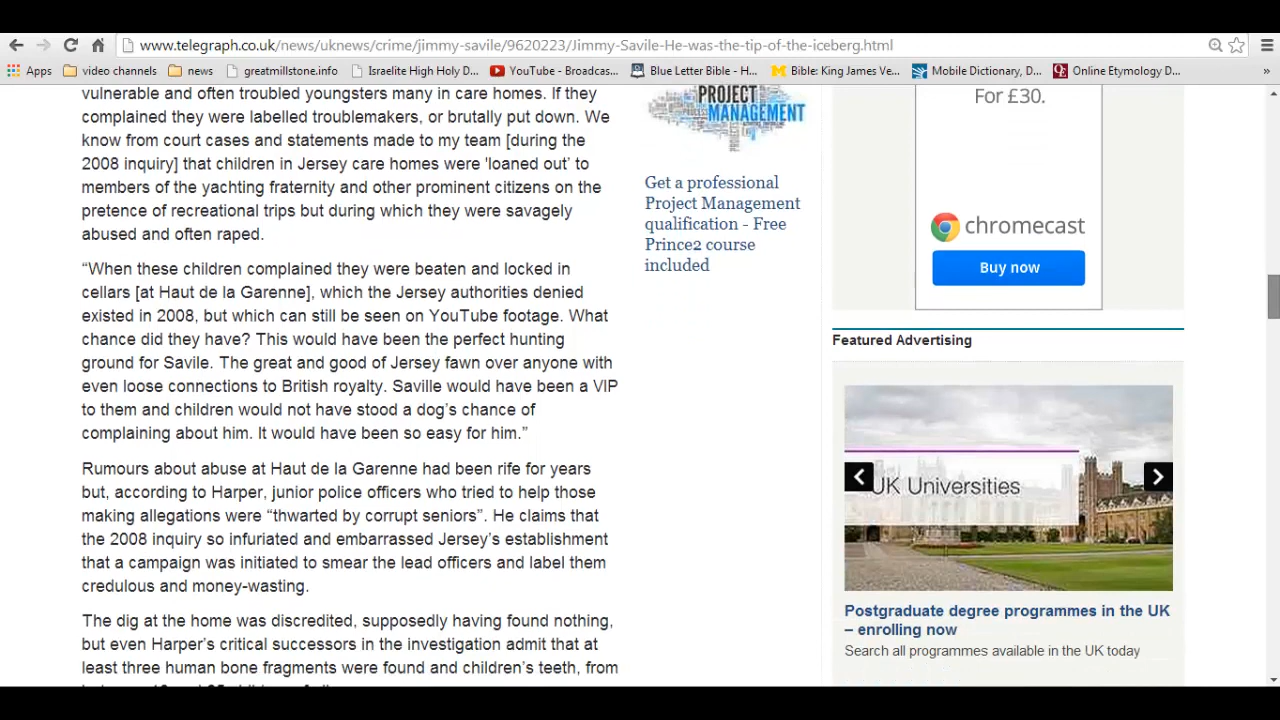 www.telegraph.co.uk/news/uknews/crime/jimmy-savile/9620223/Jimmy-Savile-He-was-the-tip-of-the-iceberg.html
Apps video channels news greatmillstone.info Israelite High Holy D... YouTube - Broadcas... Blue Letter Bible - H... Bible: King James Ve... Mobile Dictionary, D... Online Etymology D... »
vulnerable and often troubled youngsters many in care homes. If they
complained they were labelled troublemakers, or brutally put down. We
know from court cases and statements made to my team [during the
2008 inquiry] that children in Jersey care homes were 'loaned out’ to
members of the yachting fraternity and other prominent citizens on the
pretence of recreational trips but during which they were savagely
abused and often raped.
“When these children complained they were beaten and locked in
cellars [at Haut de la Garenne], which the Jersey authorities denied
existed in 2008, but which can still be seen on YouTube footage. What
chance did they have? This would have been the perfect hunting
ground for Savile. The great and good of Jersey fawn over anyone with
even loose connections to British royalty. Saville would have been a VIP
to them and children would not have stood a dog’s chance of
complaining about him. It would have been so easy for him.”
Rumours about abuse at Haut de la Garenne had been rife for years
but, according to Harper, junior police officers who tried to help those
making allegations were “thwarted by corrupt seniors”. He claims that
the 2008 inquiry so infuriated and embarrassed Jersey’s establishment
that a campaign was initiated to smear the lead officers and label them
credulous and money-wasting.
The dig at the home was discredited, supposedly having found nothing,
but even Harper’s critical successors in the investigation admit that at
least three human bone fragments were found and children’s teeth, from
PROJECT
MANAGEMENT
Get a professional
Project Management
qualification - Free
Prince2 course
included
For £30.
chromecast
Buy now
Featured Advertising
UK Universities
Postgraduate degree programmes in the UK
– enrolling now
Search all programmes available in the UK today